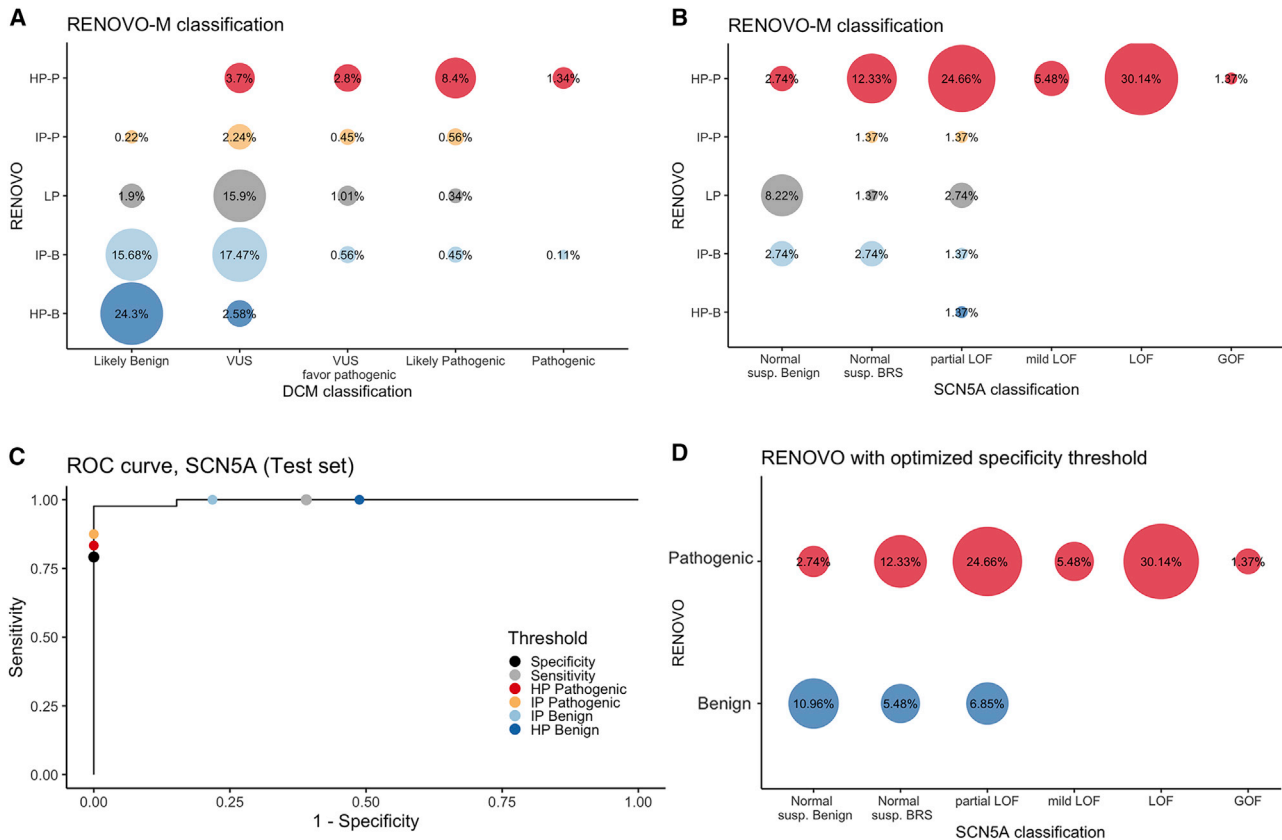 A
RENOVO-M classification
RENOVO
HP-P
3.7%
2.8%
8.4%
1.34%
IP-P
0.22%
2.24%
0.45%
0.56%
LP
1.9%
15.9%
1.01%
0.34%
IP-B
15.68%
17.47%
0.56%
0.45%
0.11%
HP-B
24.3%
2.58%
Likely Benign
VUS
VUS
favor pathogenic
Likely Pathogenic
Pathogenic
DCM classification
B
RENOVO-M classification
RENOVO
HP-P
2.74%
12.33%
24.66%
5.48%
30.14%
1.37%
IP-P
1.37%
1.37%
LP
8.22%
1.37%
2.74%
IP-B
2.74%
2.74%
1.37%
HP-B
1.37%
Normal
susp. Benign
Normal
susp. BRS
partial LOF
mild LOF
LOF
GOF
SCN5A classification
C
ROC curve, SCN5A (Test set)
Sensitivity
1.00
0.75
0.50
0.25
0.00
Threshold
Specificity
Sensitivity
HP Pathogenic
IP Pathogenic
IP Benign
HP Benign
0.00
0.25
0.50
0.75
1.00
1 - Specificity
D
RENOVO with optimized specificity threshold
RENOVO
Pathogenic
2.74%
12.33%
24.66%
5.48%
30.14%
1.37%
Benign
10.96%
5.48%
6.85%
Normal
susp. Benign
Normal
susp. BRS
partial LOF
mild LOF
LOF
GOF
SCN5A classification